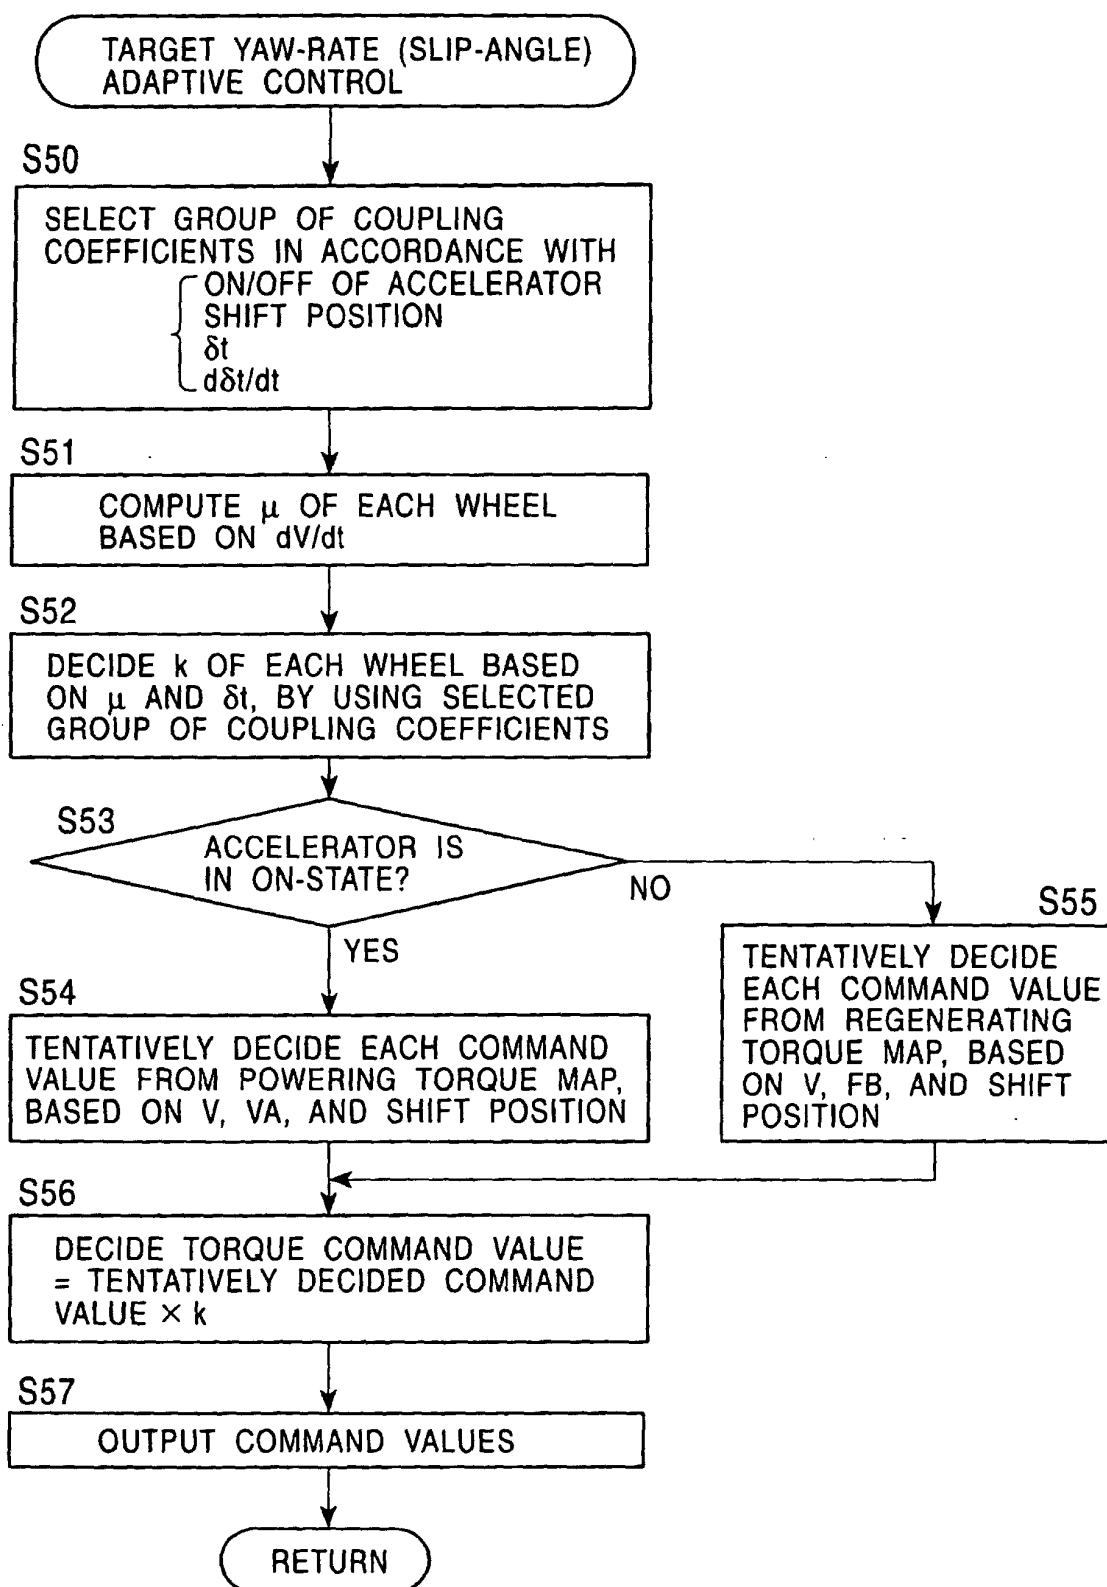 TARGET YAW-RATE (SLIP-ANGLE)
ADAPTIVE CONTROL
S50
SELECT GROUP OF COUPLING
COEFFICIENTS IN ACCORDANCE WITH
ON/OFF OF ACCELERATOR
SHIFT POSITION
δt
dδt/dt
S51
COMPUTE μ OF EACH WHEEL
BASED ON dV/dt
S52
DECIDE k OF EACH WHEEL BASED
ON μ AND δt, BY USING SELECTED
GROUP OF COUPLING COEFFICIENTS
S53
ACCELERATOR IS
IN ON-STATE?
NO
YES
S54
TENTATIVELY DECIDE EACH COMMAND
VALUE FROM POWERING TORQUE MAP,
BASED ON V, VA, AND SHIFT POSITION
S55
TENTATIVELY DECIDE
EACH COMMAND VALUE
FROM REGENERATING
TORQUE MAP, BASED
ON V, FB, AND SHIFT
POSITION
S56
DECIDE TORQUE COMMAND VALUE
= TENTATIVELY DECIDED COMMAND
VALUE × k
S57
OUTPUT COMMAND VALUES
RETURN